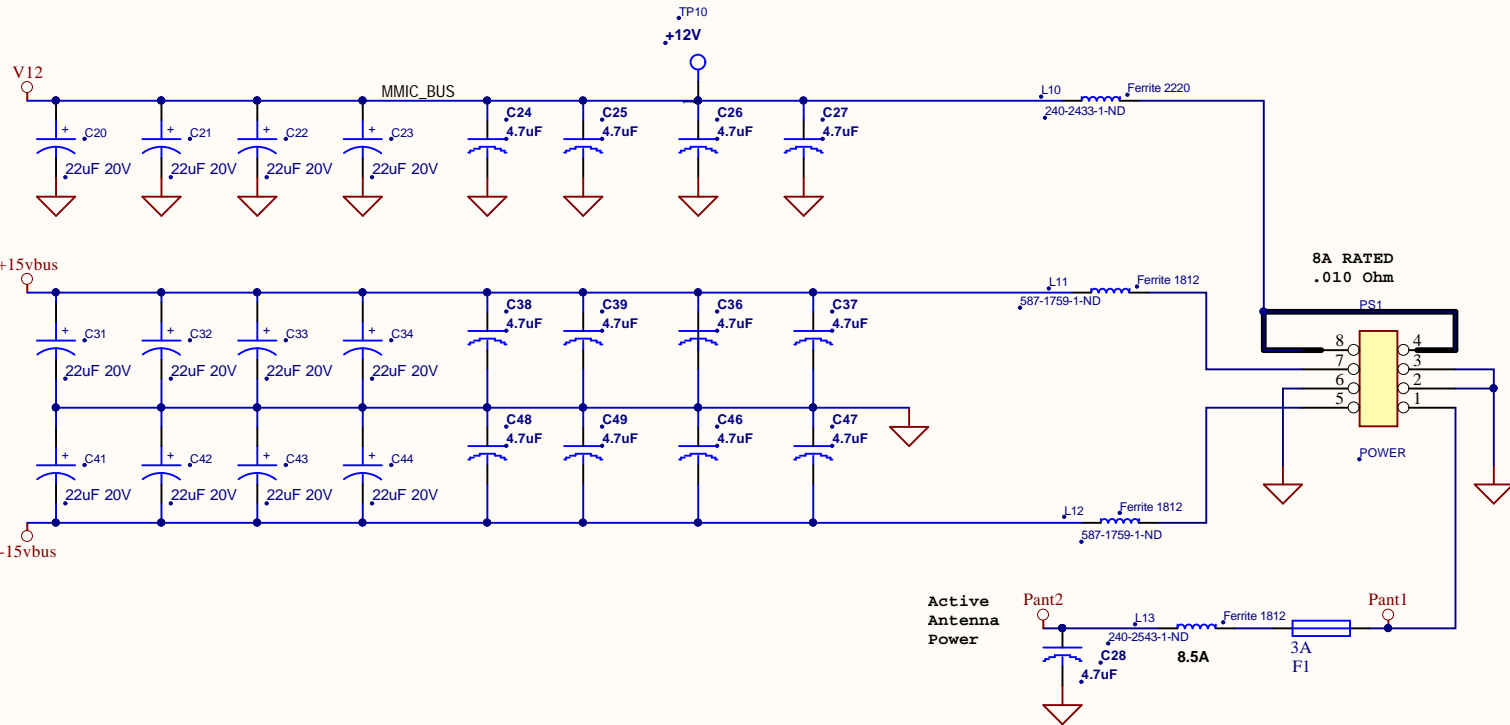 TP10
+12V
V12
MMIC_BUS
L10
Ferrite 2220
240-2433-1-ND
+ C20
22uF 20V
+ C21
22uF 20V
+ C22
22uF 20V
+ C23
22uF 20V
C24
4.7uF
C25
4.7uF
C26
4.7uF
C27
4.7uF
+15vbus
L11
Ferrite 1812
587-1759-1-ND
8A RATED
.010 Ohm
PS1
+ C31
22uF 20V
+ C32
22uF 20V
+ C33
22uF 20V
+ C34
22uF 20V
C38
4.7uF
C39
4.7uF
C36
4.7uF
C37
4.7uF
8 4
7 3
6 2
5 1
POWER
+ C41
22uF 20V
+ C42
22uF 20V
+ C43
22uF 20V
+ C44
22uF 20V
C48
4.7uF
C49
4.7uF
C46
4.7uF
C47
4.7uF
-15vbus
L12
Ferrite 1812
587-1759-1-ND
Active
Antenna
Power
Pant2
L13
Ferrite 1812
240-2543-1-ND
8.5A
C28
4.7uF
3A
F1
Pant1